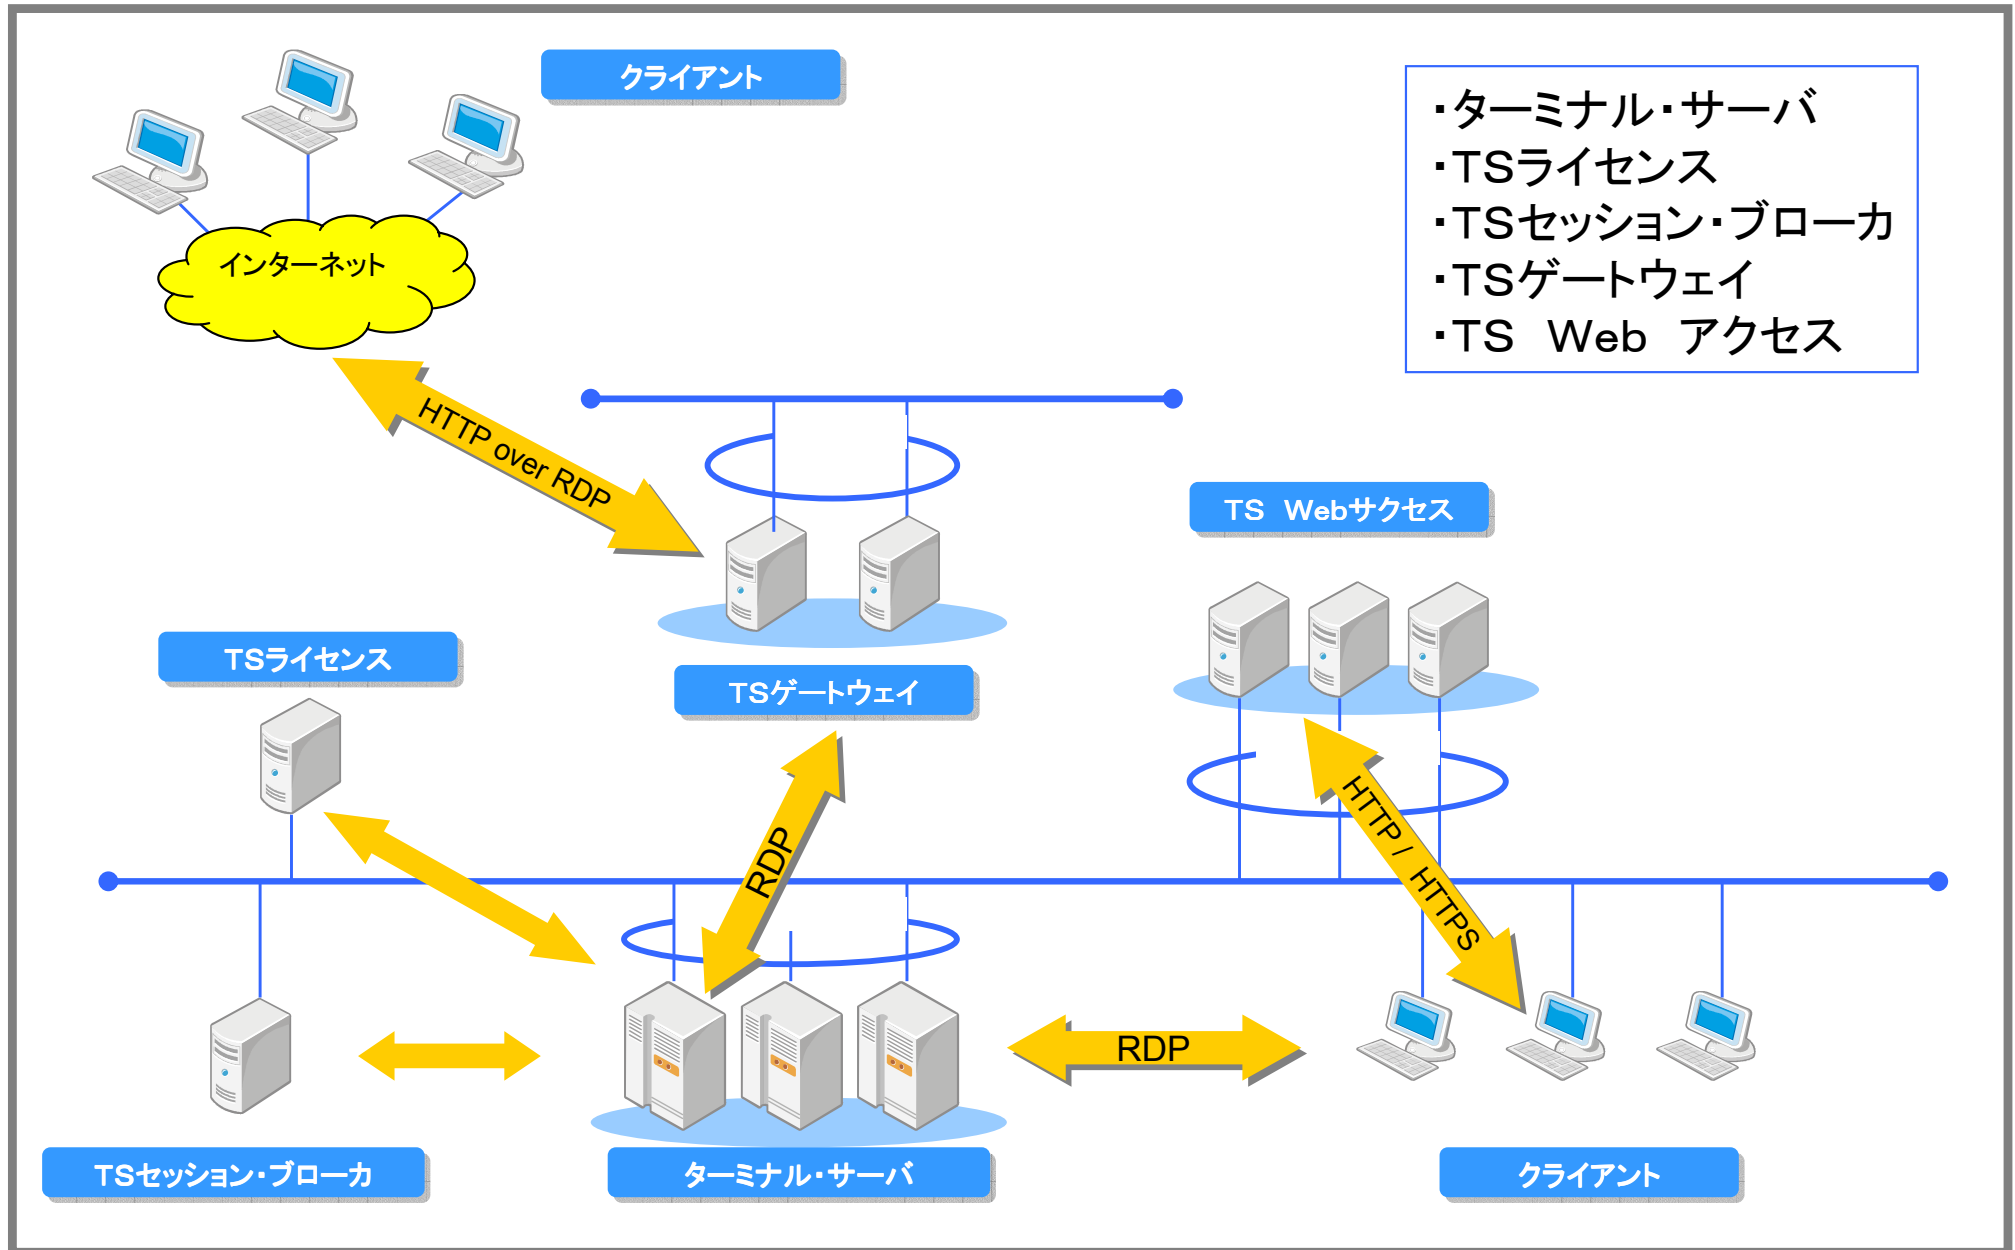 クライアント
・ターミナル・サーバ
・TSライセンス
・TSセッション・ブローカ
・TSゲートウェイ
・TS　Web　アクセス
インターネット
HTTP over RDP
TS　Webサクセス
TSライセンス
TSゲートウェイ
RDP
HTTP / HTTPS
RDP
TSセッション・ブローカ
ターミナル・サーバ
クライアント